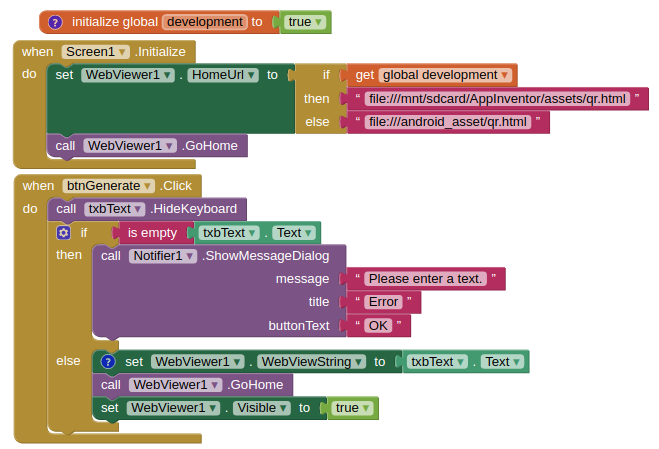 ? initialize global development to true
when Screen1 .Initialize
do set WebViewer1 . HomeUrl to if get global development
then " file:///mnt/sdcard/AppInventor/assets/qr.html "
else " file:///android_asset/qr.html "
call WebViewer1 .GoHome
when btnGenerate .Click
do call txbText .HideKeyboard
if is empty txbText . Text
then call Notifier1 .ShowMessageDialog
message " Please enter a text. "
title " Error "
buttonText " OK "
else ? set WebViewer1 . WebViewString to txbText . Text
call WebViewer1 .GoHome
set WebViewer1 . Visible to true